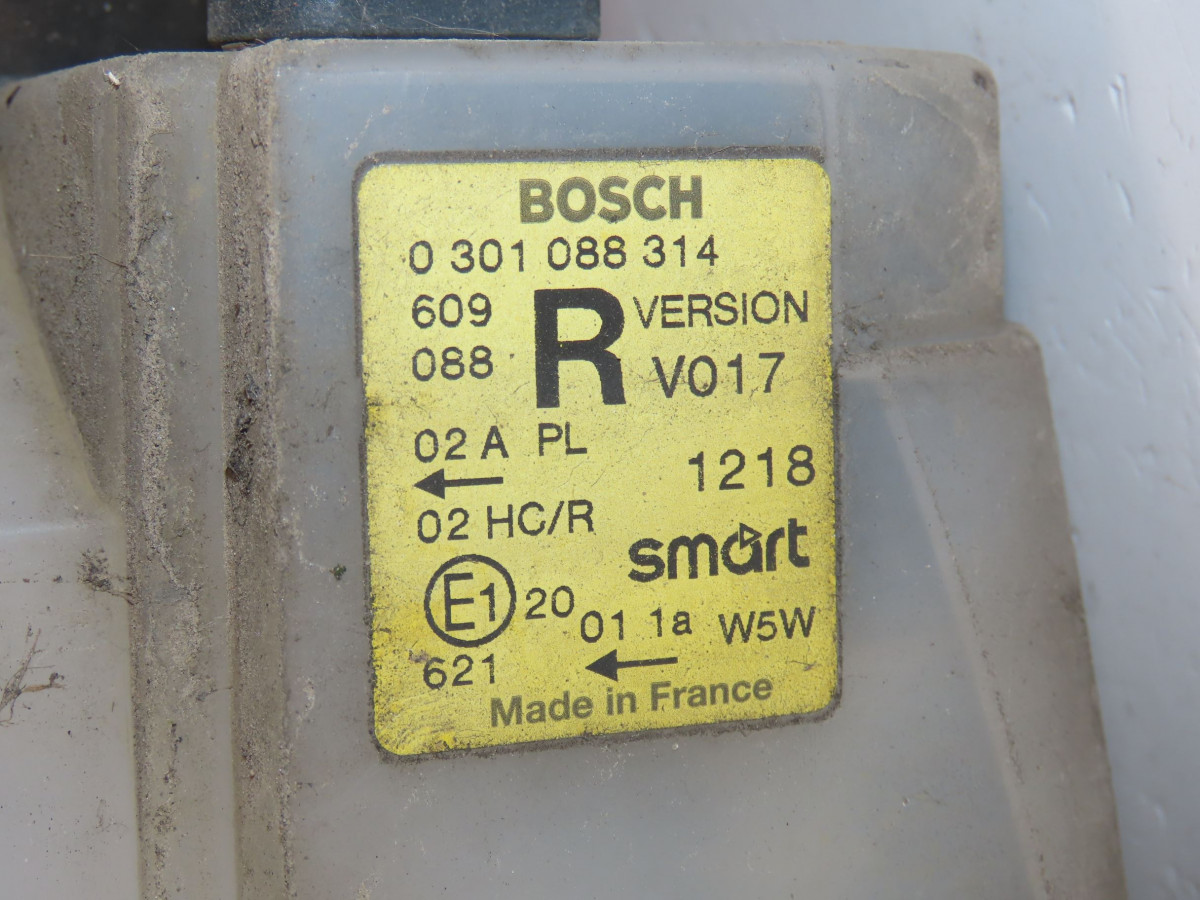 BOSCH
0 301 088 314
609 R VERSION
088 V017
02 A PL
1218
02 HC/R
smart
E1 20
01 1a W5W
621
Made in France